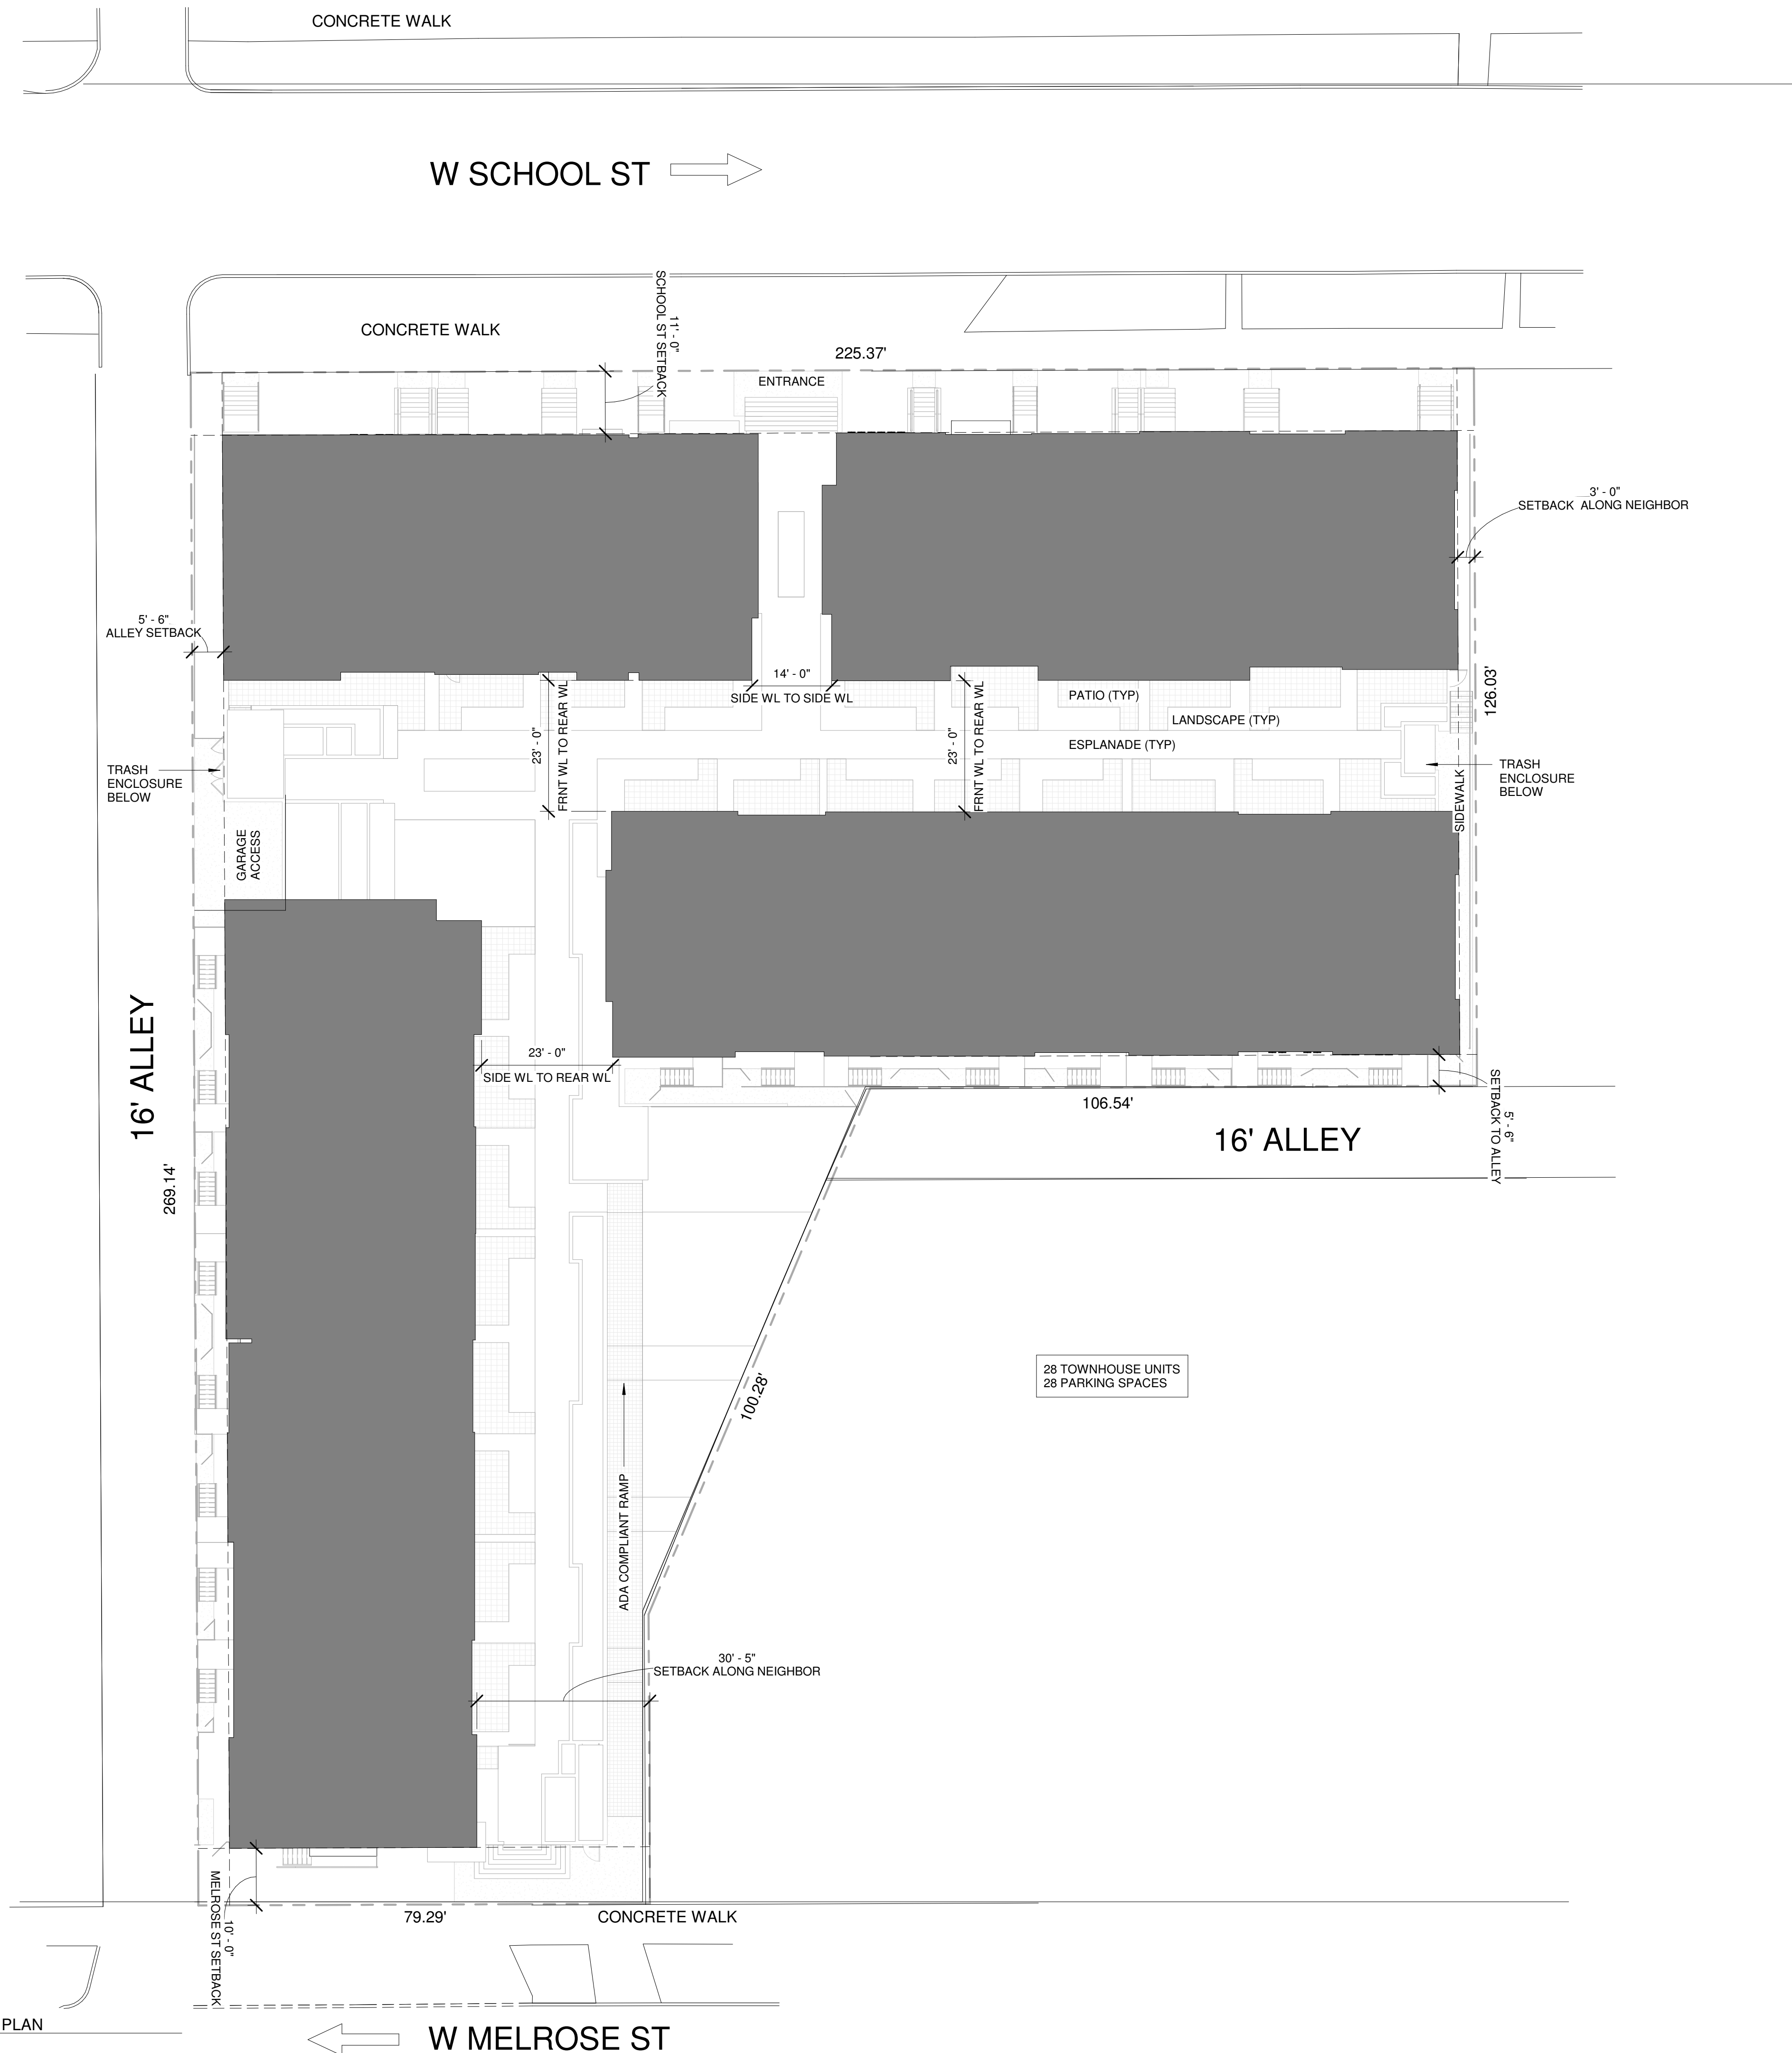 CONCRETE WALK
W SCHOOL ST
CONCRETE WALK
11' - 0"
SCHOOL ST SETBACK
225.37'
ENTRANCE
3' - 0"
SETBACK ALONG NEIGHBOR
5' - 6"
ALLEY SETBACK
14' - 0"
SIDE WL TO SIDE WL
23' - 0"
FRNT WL TO REAR WL
23' - 0"
FRNT WL TO REAR WL
PATIO (TYP)
LANDSCAPE (TYP)
ESPLANADE (TYP)
126.03'
TRASH
ENCLOSURE
BELOW
TRASH
ENCLOSURE
BELOW
SIDEWALK
GARAGE
ACCESS
16' ALLEY
269.14'
23' - 0"
SIDE WL TO REAR WL
106.54'
16' ALLEY
5' - 6"
SETBACK TO ALLEY
100.28'
28 TOWNHOUSE UNITS
28 PARKING SPACES
ADA COMPLIANT RAMP
30' - 5"
SETBACK ALONG NEIGHBOR
10' - 0"
MELROSE ST SETBACK
79.29'
CONCRETE WALK
PLAN
W MELROSE ST